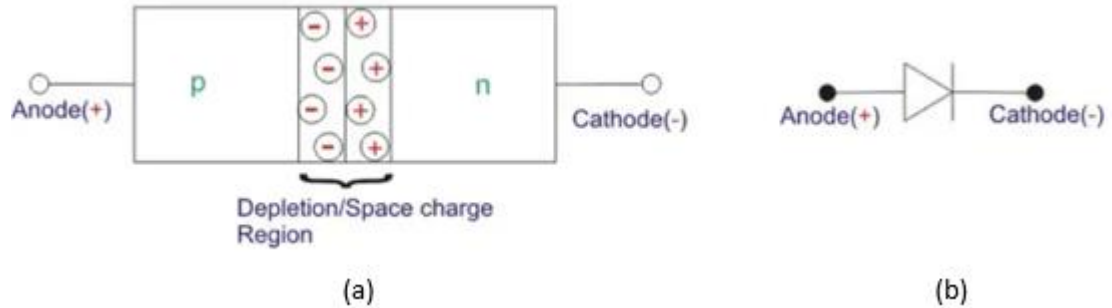 p
n
Anode(+)
Cathode(-)
Depletion/Space charge
Region
(a)
Anode(+)
Cathode(-)
(b)